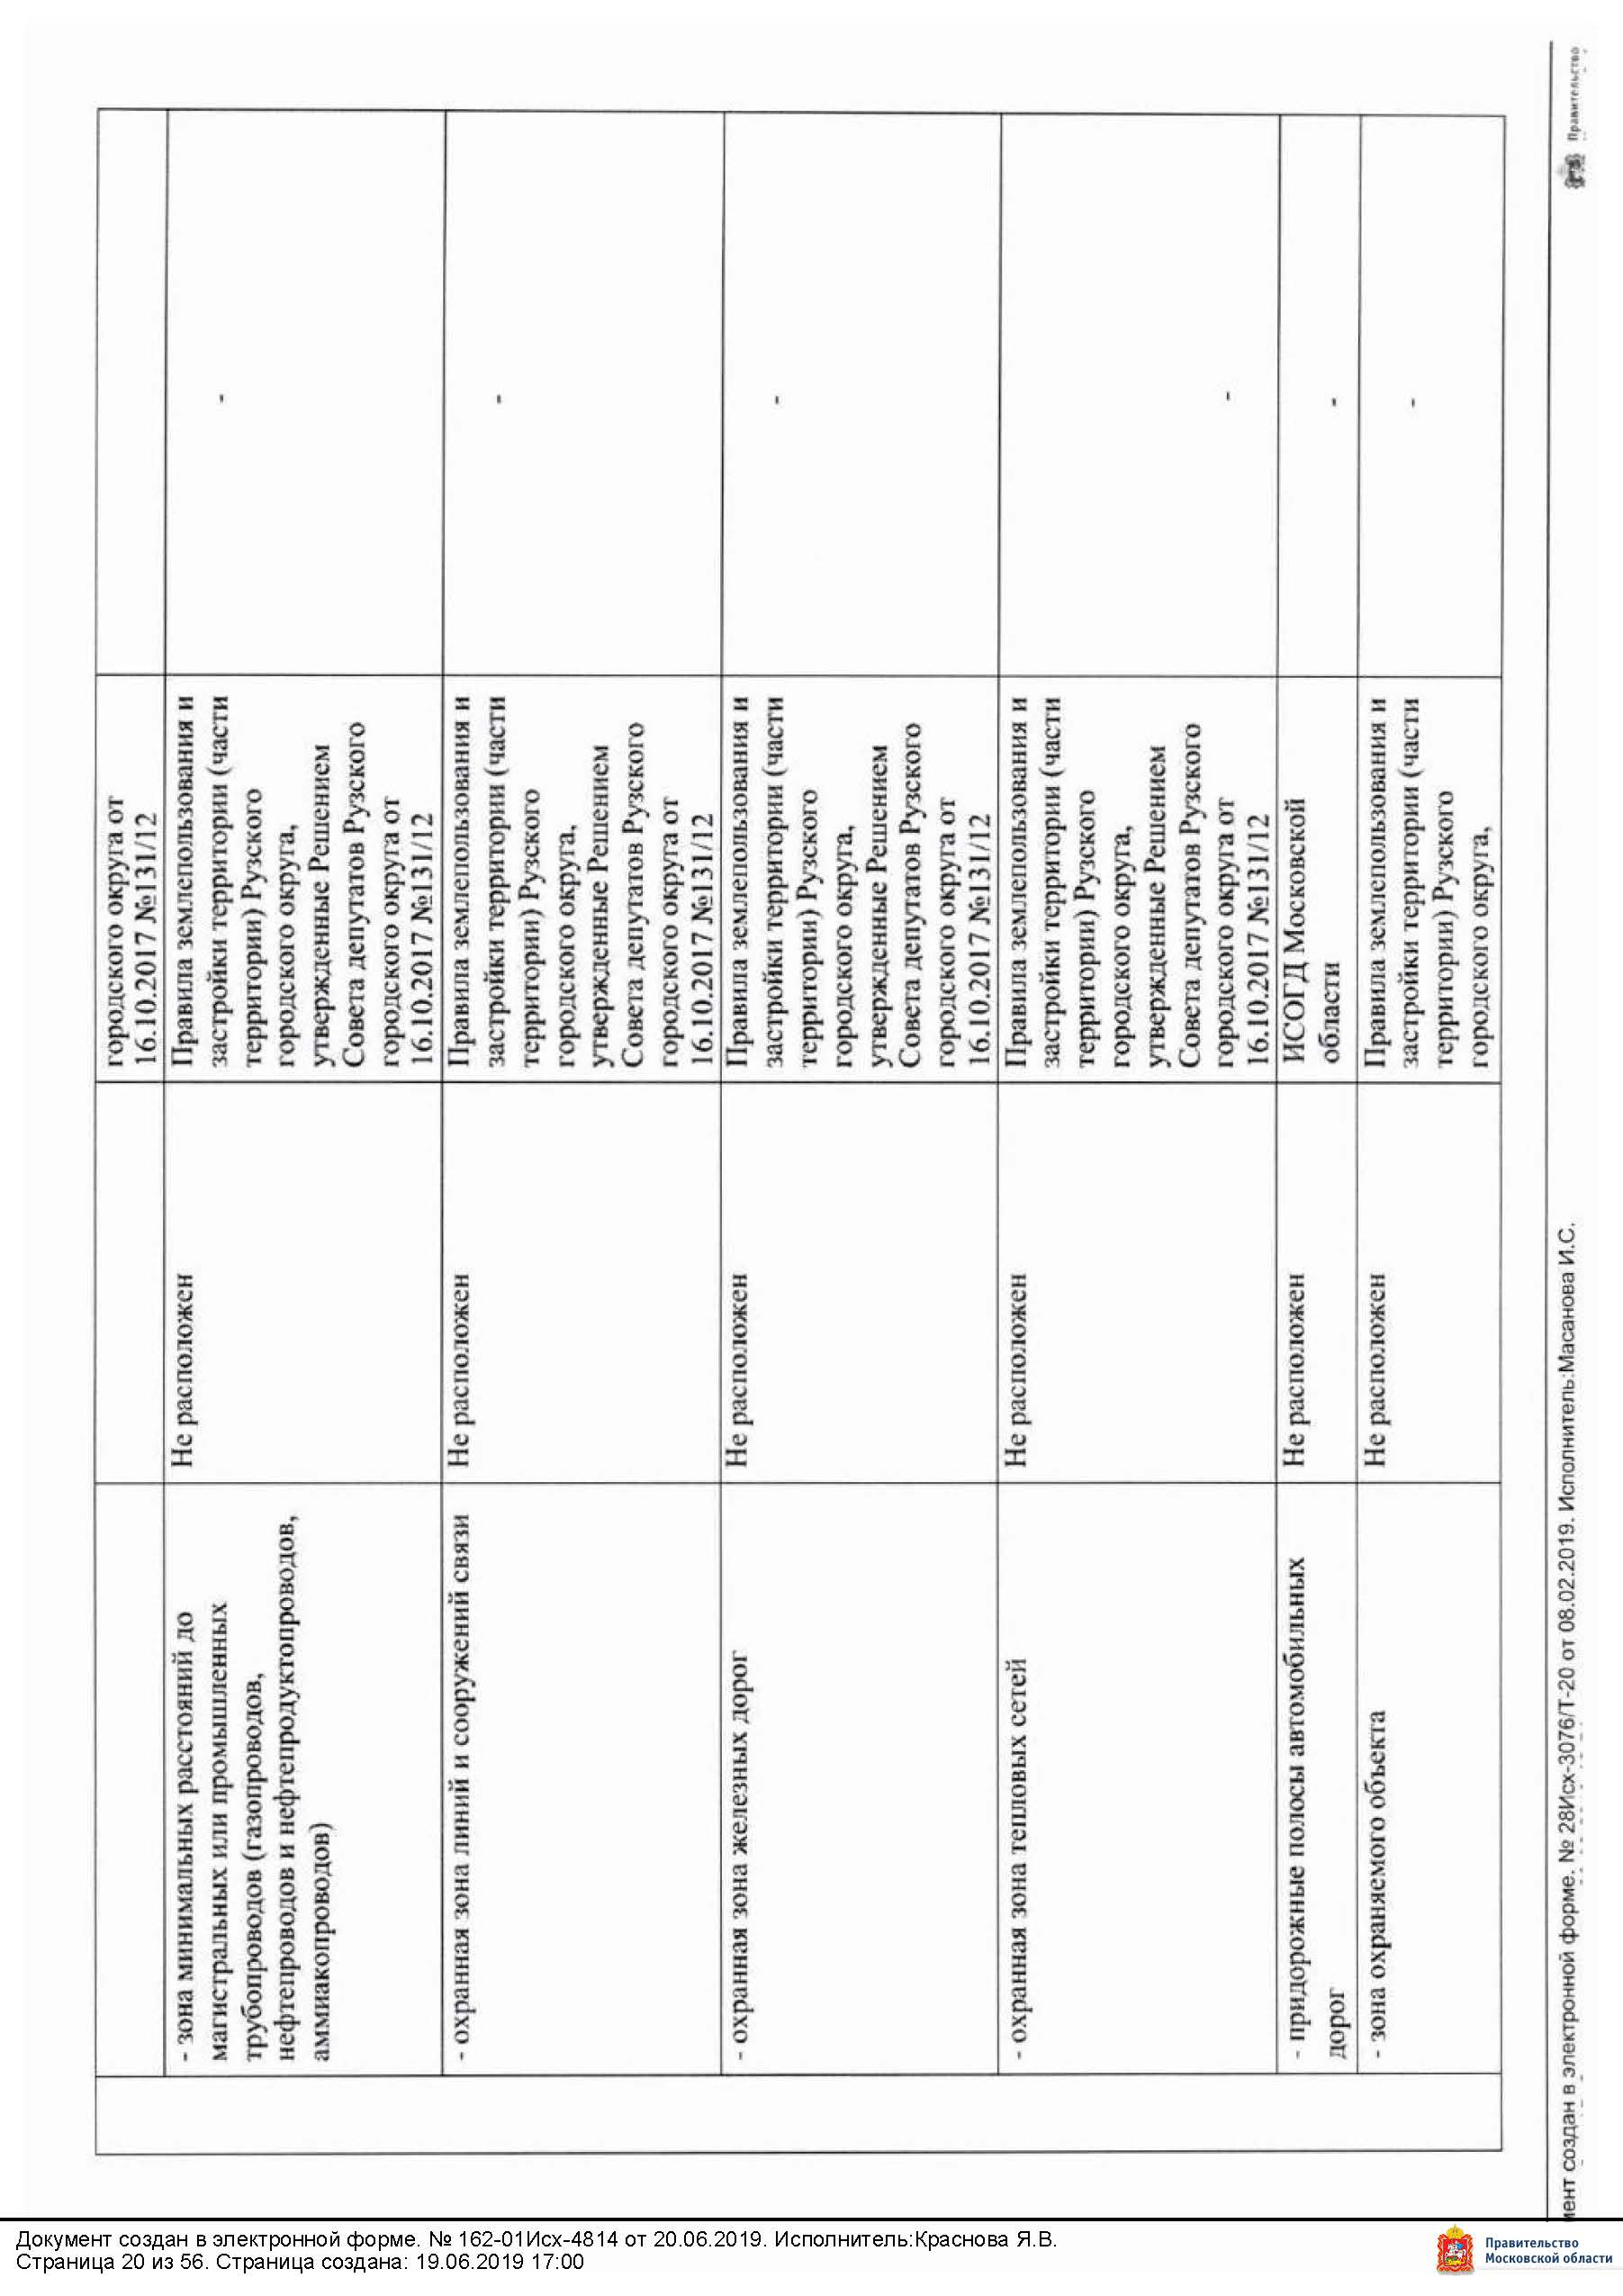 городского округа от
16.10.2017 №131/12
- зона минимальных расстояний до
магистральных или промышленных
трубопроводов (газопроводов,
нефтепроводов и нефтепродуктопроводов,
аммиакопроводов)
Не расположен
Правила землепользования и
застройки территории (части
территории) Рузского
городского округа,
утвержденные Решением
Совета депутатов Рузского
городского округа от
16.10.2017 №131/12
-
- охранная зона линий и сооружений связи
Не расположен
Правила землепользования и
застройки территории (части
территории) Рузского
городского округа,
утвержденные Решением
Совета депутатов Рузского
городского округа от
16.10.2017 №131/12
-
- охранная зона железных дорог
Не расположен
Правила землепользования и
застройки территории (части
территории) Рузского
городского округа,
утвержденные Решением
Совета депутатов Рузского
городского округа от
16.10.2017 №131/12
-
- охранная зона тепловых сетей
Не расположен
Правила землепользования и
застройки территории (части
территории) Рузского
городского округа,
утвержденные Решением
Совета депутатов Рузского
городского округа от
16.10.2017 №131/12
-
- придорожные полосы автомобильных
дорог
Не расположен
ИСОГД Московской
области
-
- зона охраняемого объекта
Не расположен
Правила землепользования и
застройки территории (части
территории) Рузского
городского округа,
-
мент создан в электронной форме. № 28Исх-3076/Т-20 от 08.02.2019. Исполнитель:Масанова И.С.
Правительство
Документ создан в электронной форме. № 162-01Исх-4814 от 20.06.2019. Исполнитель:Краснова Я.В.
Страница 20 из 56. Страница создана: 19.06.2019 17:00
Правительство
Московской области